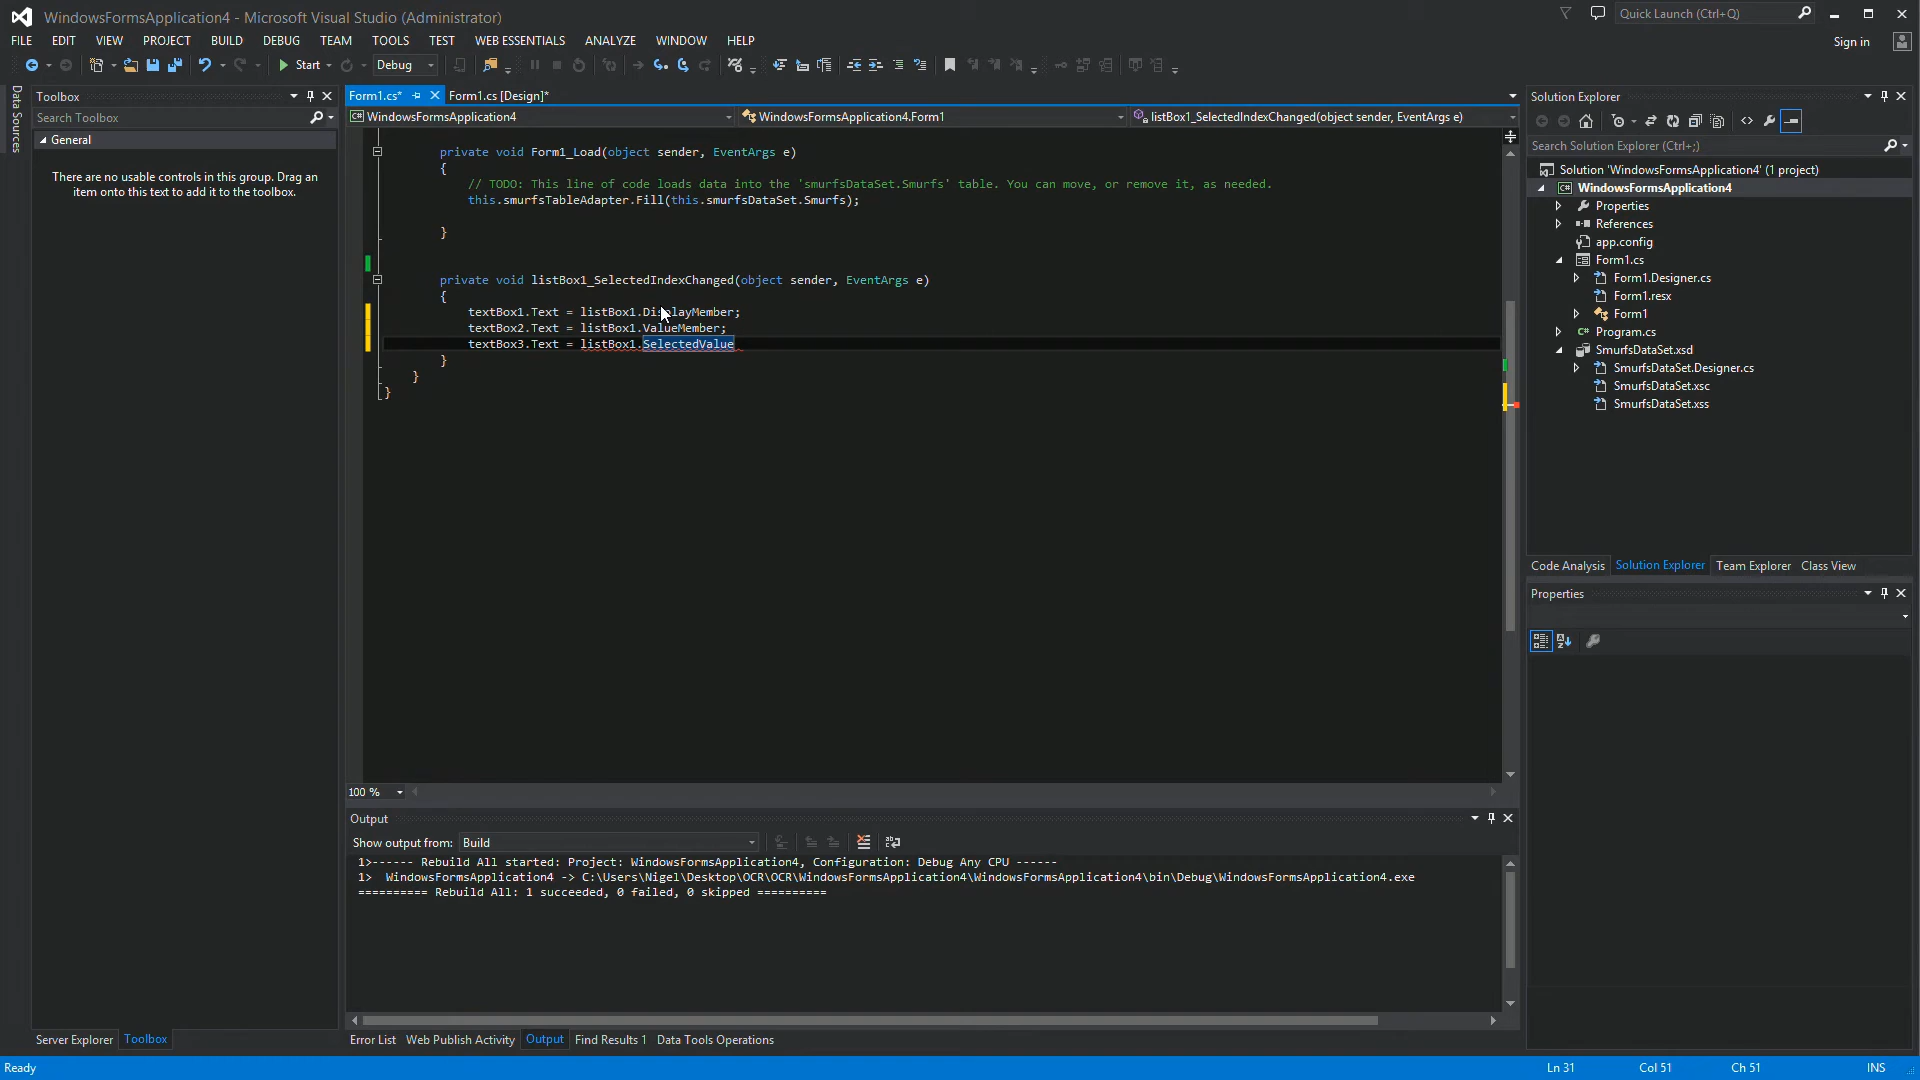 WindowsFormsApplication4 - Microsoft Visual Studio (Administrator)
Quick Launch (Ctrl+Q)
FILE EDIT VIEW PROJECT BUILD DEBUG TEAM TOOLS TEST WEB ESSENTIALS ANALYZE WINDOW HELP
Sign in
Start
Debug
Data Sources
Toolbox
Search Toolbox
General
There are no usable controls in this group. Drag an
item onto this text to add it to the toolbox.
Server Explorer
Toolbox
Form1.cs*
Form1.cs [Design]*
WindowsFormsApplication4
WindowsFormsApplication4.Form1
listBox1_SelectedIndexChanged(object sender, EventArgs e)
private void Form1_Load(object sender, EventArgs e)
{
// TODO: This line of code loads data into the 'smurfsDataSet.Smurfs' table. You can move, or remove it, as needed.
this.smurfsTableAdapter.Fill(this.smurfsDataSet.Smurfs);
}
private void listBox1_SelectedIndexChanged(object sender, EventArgs e)
{
textBox1.Text = listBox1.DisplayMember;
textBox2.Text = listBox1.ValueMember;
textBox3.Text = listBox1.SelectedValue
}
}
}
100 %
Output
Show output from: Build
1>------ Rebuild All started: Project: WindowsFormsApplication4, Configuration: Debug Any CPU ------
1>  WindowsFormsApplication4 -> C:\Users\Nigel\Desktop\OCR\OCR\WindowsFormsApplication4\WindowsFormsApplication4\bin\Debug\WindowsFormsApplication4.exe
========== Rebuild All: 1 succeeded, 0 failed, 0 skipped ==========
Error List Web Publish Activity Output Find Results 1 Data Tools Operations
Solution Explorer
Search Solution Explorer (Ctrl+;)
Solution 'WindowsFormsApplication4' (1 project)
WindowsFormsApplication4
Properties
References
app.config
Form1.cs
Form1.Designer.cs
Form1.resx
Form1
Program.cs
SmurfsDataSet.xsd
SmurfsDataSet.Designer.cs
SmurfsDataSet.xsc
SmurfsDataSet.xss
Code Analysis Solution Explorer Team Explorer Class View
Properties
Ready
Ln 31 Col 51 Ch 51 INS